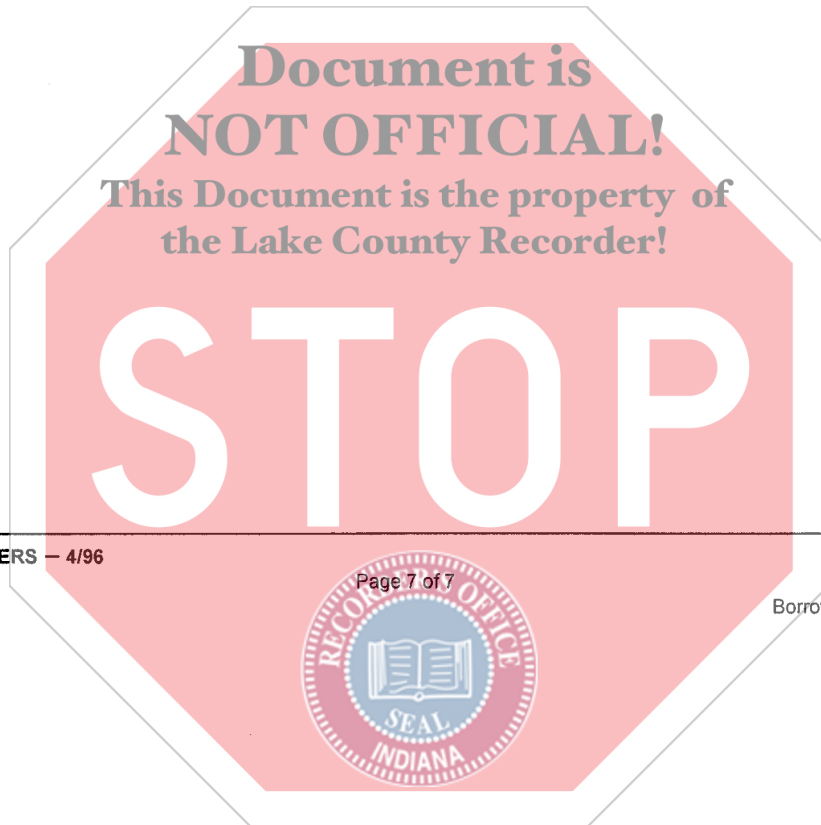 Document is
NOT OFFICIAL!
This Document is the property of
the Lake County Recorder!
STOP
ERS — 4/96
Page 7 of 7
Borro
RECORDER'S OFFICE
SEAL
INDIANA